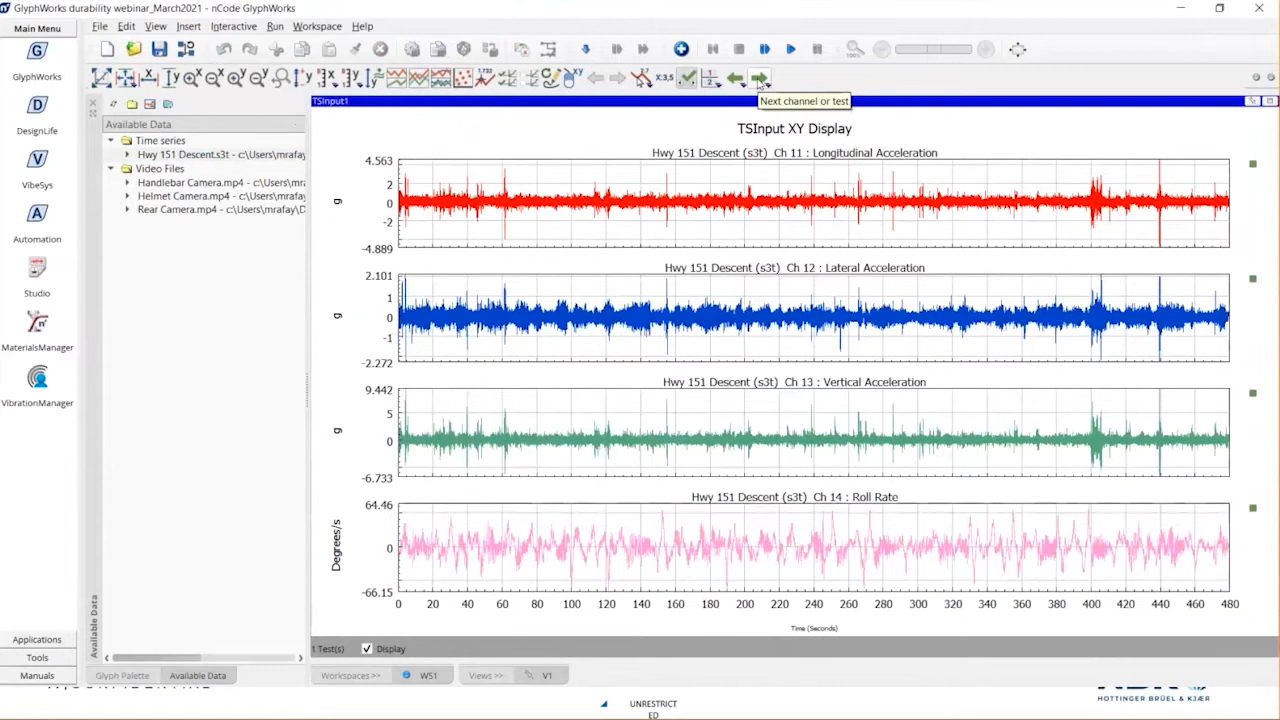 GlyphWorks durability webinar_March2021 - nCode GlyphWorks
Main Menu
File Edit View Insert Interactive Run Workspace Help
GlyphWorks
DesignLife
VibeSys
Automation
Studio
MaterialsManager
VibrationManager
Applications
Tools
Manuals
Available Data
Time series
Hwy 151 Descent.s3t - c:\Users\mrafay
Video Files
Handlebar Camera.mp4 - c:\Users\mra
Helmet Camera.mp4 - c:\Users\mrafay
Rear Camera.mp4 - c:\Users\mrafay\D
Available Data
Glyph Palette Available Data
Next channel or test
TSInput1
TSInput XY Display
Hwy 151 Descent (s3t) Ch 11 : Longitudinal Acceleration
4.563
2
0
-2
-4.889
g
Hwy 151 Descent (s3t) Ch 12 : Lateral Acceleration
2.101
1
0
-1
-2.272
g
Hwy 151 Descent (s3t) Ch 13 : Vertical Acceleration
9.442
5
0
-6.733
g
Hwy 151 Descent (s3t) Ch 14 : Roll Rate
64.46
0
-66.15
Degrees/s
0 20 40 60 80 100 120 140 160 180 200 220 240 260 280 300 320 340 360 380 400 420 440 460 480
Time (Seconds)
1 Test(s) Display
Workspaces >> WS1 Views >> V1
UNRESTRICT
ED
HOTTINGER BRÜEL & KJÆR